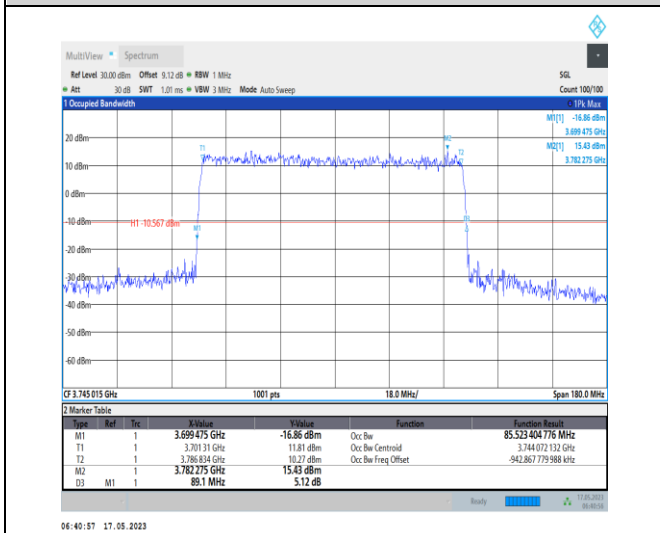 MultiView Spectrum
Ref Level 30.00 dBm Offset 9.12 dB RBW 1 MHz SGL
Att 30 dB SWT 1.01 ms VBW 3 MHz Mode Auto Sweep Count 100/100
1 Occupied Bandwidth 1Pk Max
M1[1] -16.86 dBm
3.699 475 GHz
M2[1] 15.43 dBm
3.782 275 GHz
20 dBm
M2
T1
T2
10 dBm
0 dBm
-10 dBm
H1 -10.567 dBm
M1
-20 dBm
-30 dBm
-40 dBm
-50 dBm
-60 dBm
CF 3.745 015 GHz 1001 pts 18.0 MHz/ Span 180.0 MHz
2 Marker Table
Type Ref Trc X-Value Y-Value Function Function Result
M1 1 3.699 475 GHz -16.86 dBm Occ Bw 85.523 404 776 MHz
T1 1 3.701 31 GHz 11.81 dBm Occ Bw Centroid 3.744 072 132 GHz
T2 1 3.786 834 GHz 10.27 dBm Occ Bw Freq Offset -942.867 779 988 kHz
M2 1 3.782 275 GHz 15.43 dBm
D3 M1 1 89.1 MHz 5.12 dB
Ready 17.05.2023
06:40:58
06:40:57 17.05.2023